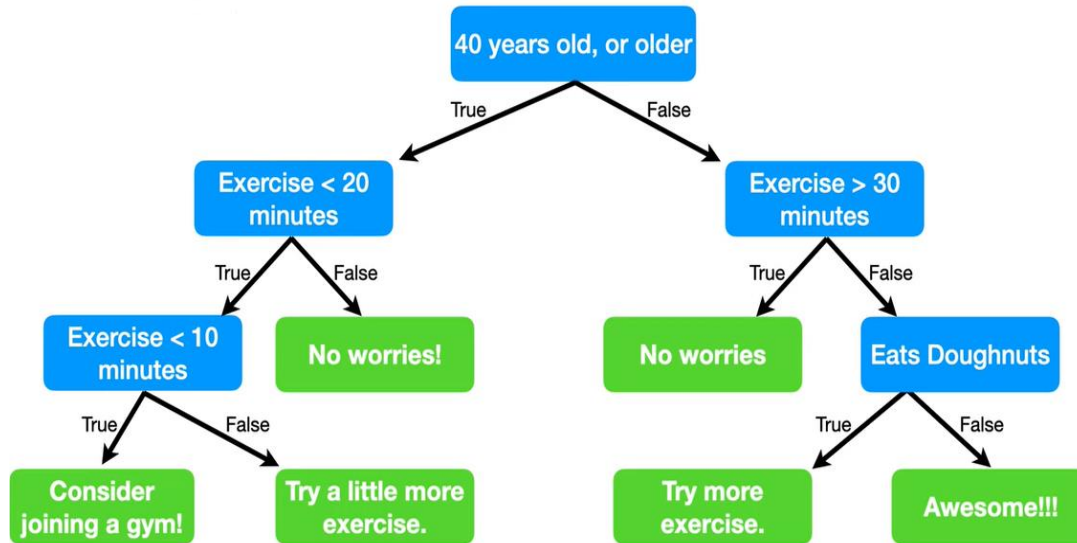 40 years old, or older
True
False
Exercise < 20
minutes
Exercise > 30
minutes
True
False
True
False
Exercise < 10
minutes
No worries!
No worries
Eats Doughnuts
True
False
True
False
Consider
joining a gym!
Try a little more
exercise.
Try more
exercise.
Awesome!!!